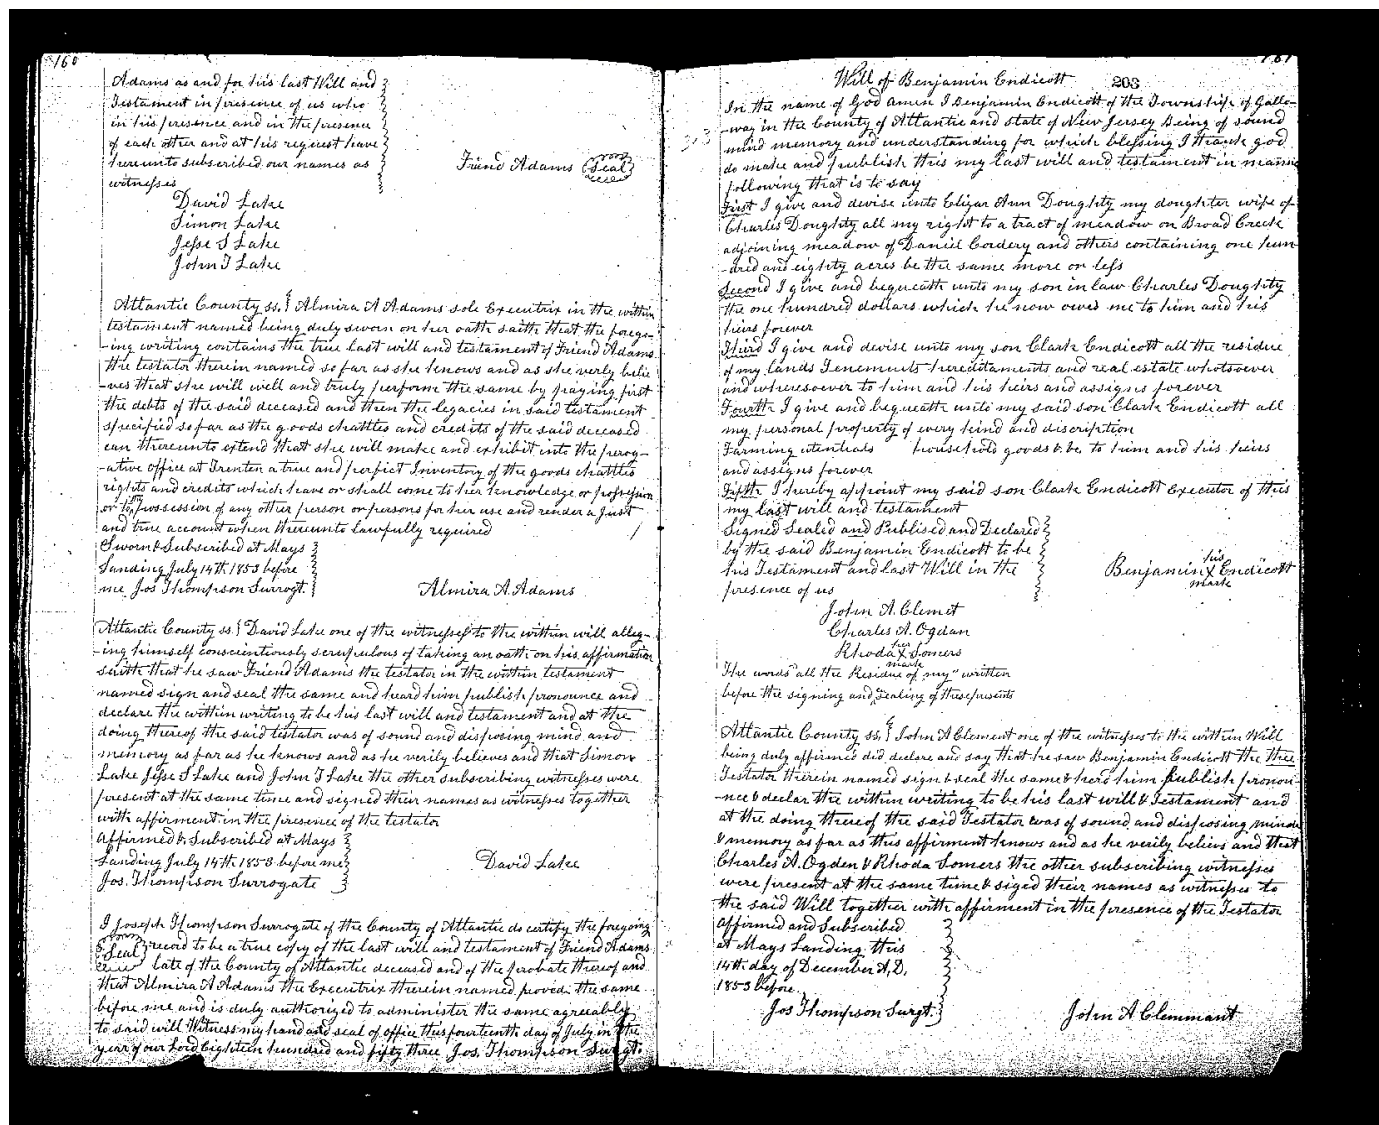 160
Adams as and for his last Will and
Testament in presence of us who
in his presence and in the presence
of each other and at his request have
hereunto subscribed our names as
witnesses
Friend Adams Seal
David Lake
Simon Lake
Jesse S Lake
John T Lake
Atlantic County ss. Almira A Adams sole Executrix in the within
testament named being duly sworn on her oath saith that the forego-
-ing writing contains the true last will and testament of Friend Adams
the testator therein named so far as she knows and as she verly belie
-ves that she will well and truly perform the same by paying first
the debts of the said deceased and then the legacies in said testament
specified so far as the goods chattles and credits of the said deceased
can thereunto extend that she will make and exhibit into the perog-
-ative office at Trenten a true and perfict Inventory of the goods chattles
rights and credits which have or shall come to her knowledge or possession
or to the possession of any other person or persons for her use and render a just
and true account when thereunto lawfully required
Sworn & Subscribed at Mays
Landing July 14th 1853 before
me Jos Thompson Surrogt.
Almira A. Adams
Atlantic County ss. David Lake one of the witnesses to the within will alleg-
-ing himself conscientiously scrupulous of taking an oath on his affirmation
saith that he saw Friend Adams the testator in the within testament
named sign and seal the same and heard him publish pronounce and
declare the within writing to be his last will and testament and at the
doing thereof the said testator was of sound and disposing mind and
memory as far as he knows and as he verily believes and that Simon
Lake Jesse S Lake and John T Lake the other subscribing witnesses were
present at the same time and signed their names as witnesses together
with affirment in the presence of the testator
Affirmed & Subscribed at Mays
Landing July 14th 1853 before me
Jos. Thompson Surrogate
David Lake
I Joseph Thompson Surrogate of the County of Atlantic do certify the foregoing
Seal record to be a true copy of the last will and testament of Friend Adams
late of the County of Atlantic deceased and of the probate thereof and
that Almira A Adams the Executrix therein named proved the same
before me and is duly authorized to administer the same agreeably
to said will Witness my hand and seal of office this fourteenth day of July in the
year of our Lord Eighteen hundred and fifty three Jos. Thompson Surgt.
161
Will of Benjamin Endicott 203
In the name of God amen I Benjamin Endicott of the Township of Gallo-
-way in the County of Atlantic and state of New Jersey Being of sound
mind memory and understanding for which blessing I thank god
do make and publish this my last will and testament in manne
following that is to say
First I give and devise unto Elizar Ann Doughty my doughter wife of
Charles Doughty all my right to a tract of meadow on Broad Creek
adjoining meadow of Daniel Cordery and others containing one hun-
-dred and eighty acres be the same more or less
Second I give and bequeath unto my son in law Charles Doughty
the one hundred dollars which he now owes me to him and his
heirs forever
Third I give and devise unto my son Clark Endicott all the residue
of my lands Tenements hereditaments and real estate whotsoever
and wheresoever to him and his heirs and assigns forever
Fourth I give and bequeath unto my said son Clark Endicott all
my personal property of every kind and discription
Farming utentials household goods &.&c to him and his heirs
and assigns forever
Fifth I hereby appoint my said son Clark Endicott Executor of this
my last will and testament
Signed Sealed and Publised and Declared
by the said Benjamin Endicott to be
his Testament and last Will in the
presence of us
his
Benjamin X Endicott
mark
John A. Clemet
Charles A. Ogdan
her
Rhoda X Somers
mark
The words "all the Residue of my" written
before the signing and Sealing of these presents
Atlantic County ss. John A Clement one of the witnesses to the within Will
being duly affirmed did declare and say that he saw Benjamin Endicott the the
Testator therein named sign & seal the same & herd him publish pronou-
-nce & declar the within writing to be his last will & Testament and
at the doing thereof the said Testator was of sound and disposing minde
& memory as far as this affirment knows and as he verily belivs and that
Charles A. Ogden & Rhoda Somers the other subscribing witnesses
were present at the same time & siged their names as witnesses to
the said Will together with affirment in the presence of the Testator
Affirmed and Subscribed
at Mays Landing this
14th day of December A.D.
1853 before
Jos Thompson Surgt.
John A Clemmant